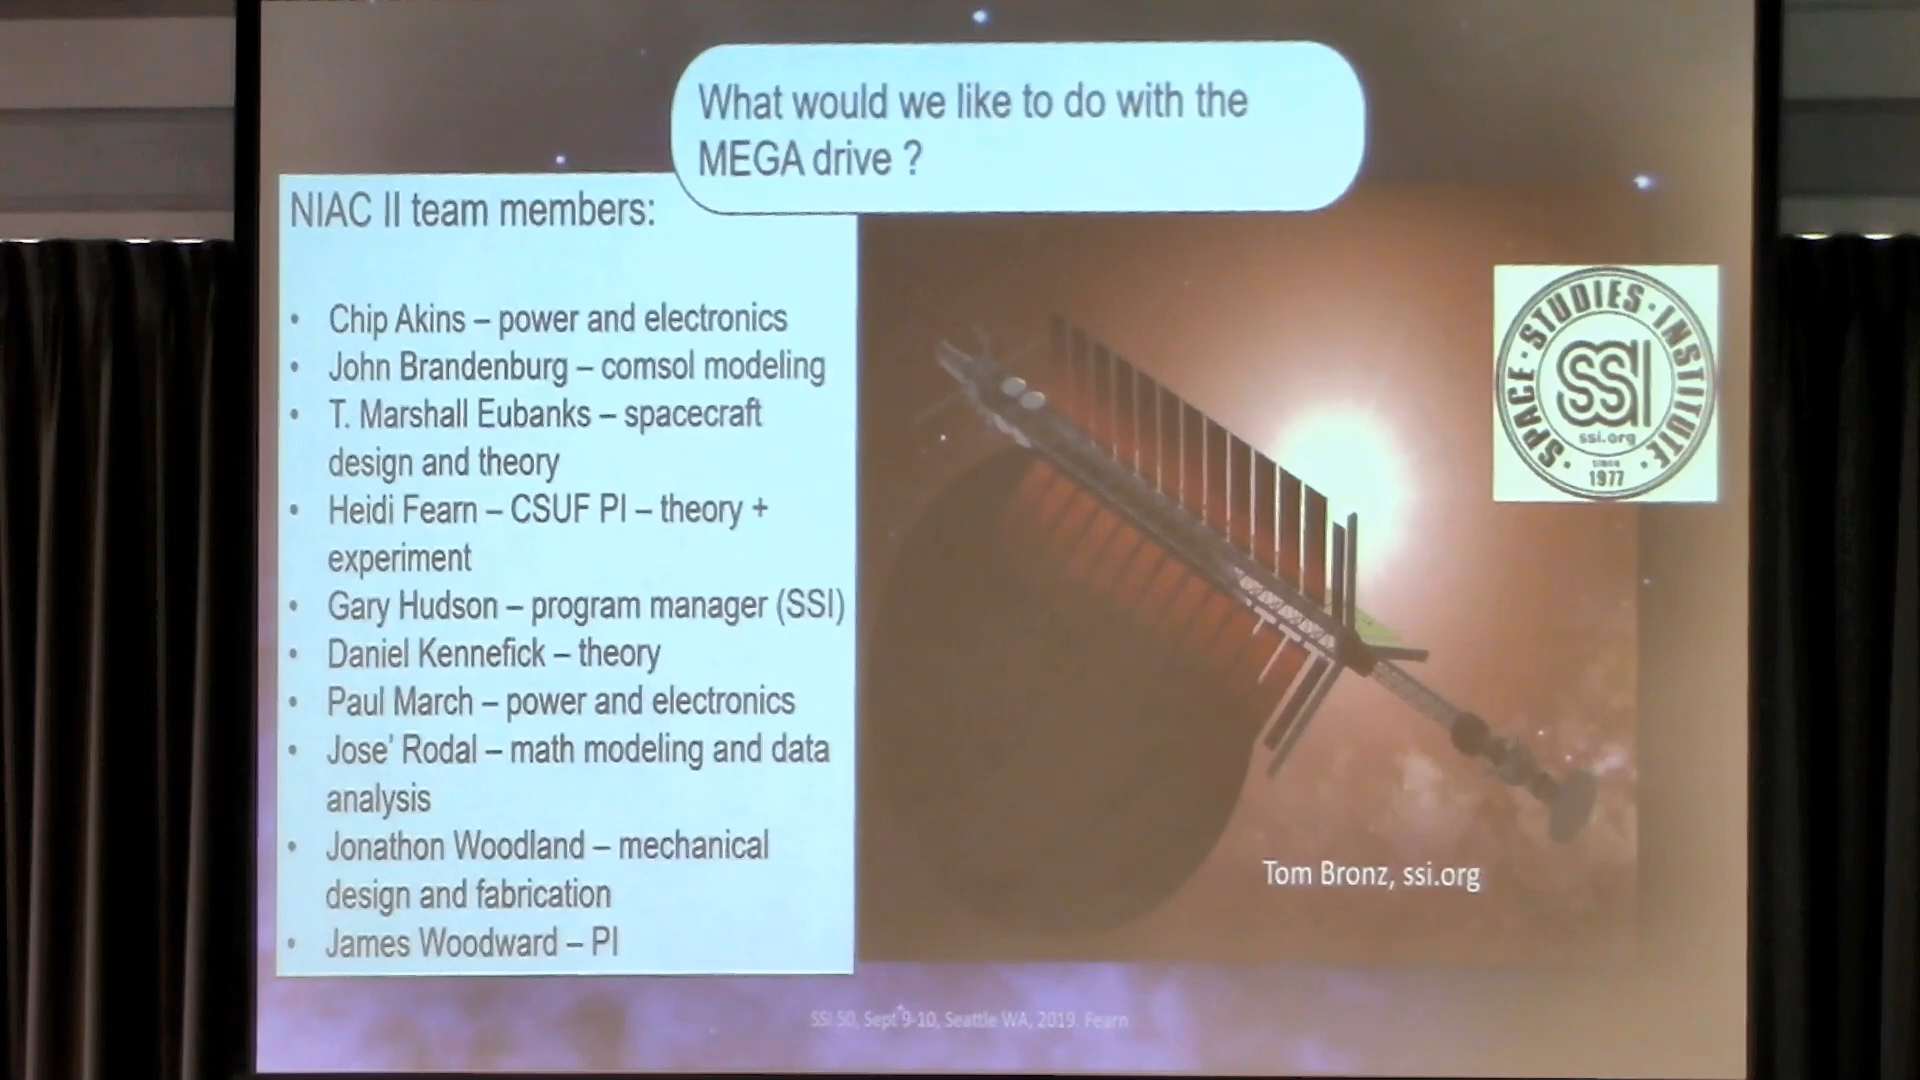 What would we like to do with the
MEGA drive ?
NIAC II team members:
• Chip Akins – power and electronics
• John Brandenburg – comsol modeling
• T. Marshall Eubanks – spacecraft
design and theory
• Heidi Fearn – CSUF PI – theory +
experiment
• Gary Hudson – program manager (SSI)
• Daniel Kennefick – theory
• Paul March – power and electronics
• Jose’ Rodal – math modeling and data
analysis
• Jonathon Woodland – mechanical
design and fabrication
• James Woodward – PI
SPACE · STUDIES · INSTITUTE
SSI
ssi.org
since
1977
Tom Bronz, ssi.org
SSI 50, Sept 9-10, Seattle WA, 2019. Fearn